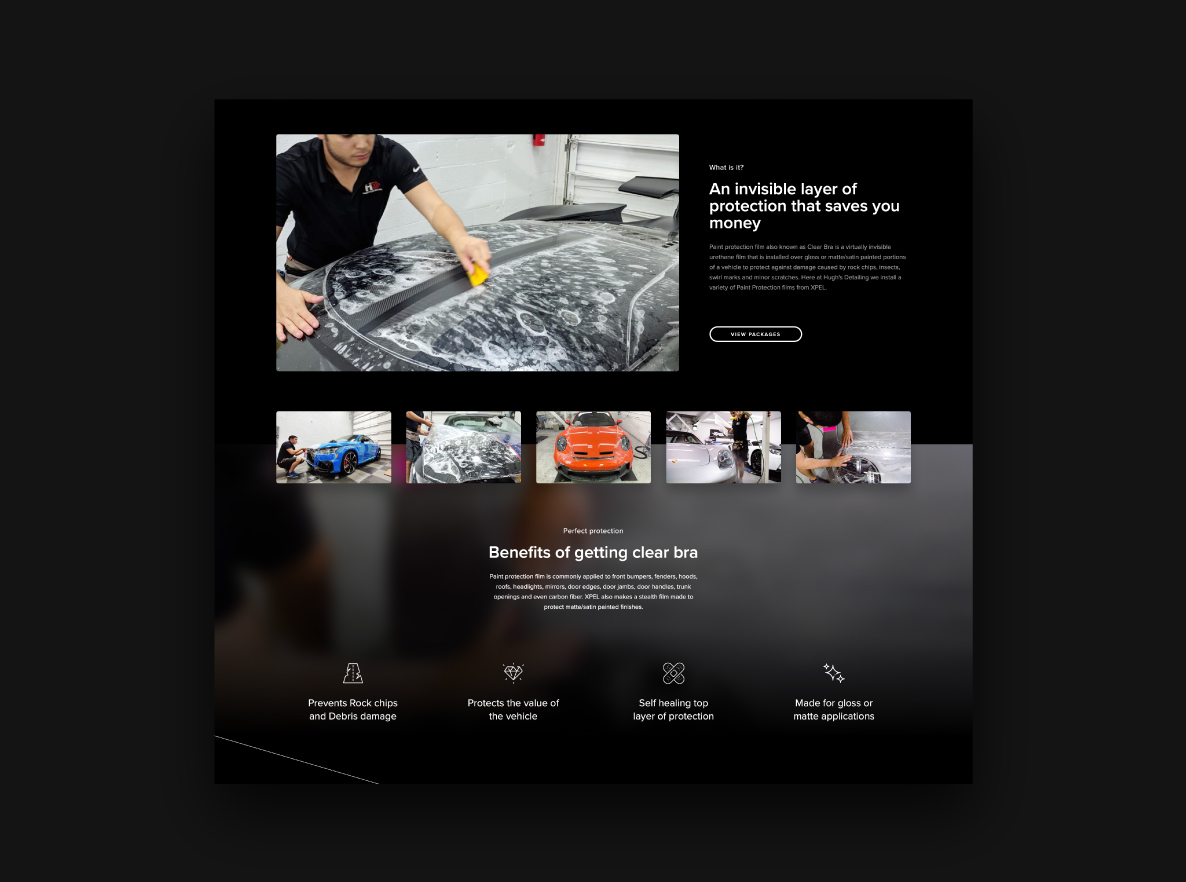 What is it?
An invisible layer of
protection that saves you
money
Paint protection film also known as Clear Bra is a virtually invisible
urethane film that is installed over gloss or matte/satin painted portions
of a vehicle to protect against damage caused by rock chips, insects,
swirl marks and minor scratches. Here at Hugh's Detailing we install a
variety of Paint Protection films from XPEL.
VIEW PACKAGES
Perfect protection
Benefits of getting clear bra
Paint protection film is commonly applied to front bumpers, fenders, hoods,
roofs, headlights, mirrors, door edges, door jambs, door handles, trunk
openings and even carbon fiber. XPEL also makes a stealth film made to
protect matte/satin painted finishes.
Prevents Rock chips
and Debris damage
Protects the value of
the vehicle
Self healing top
layer of protection
Made for gloss or
matte applications